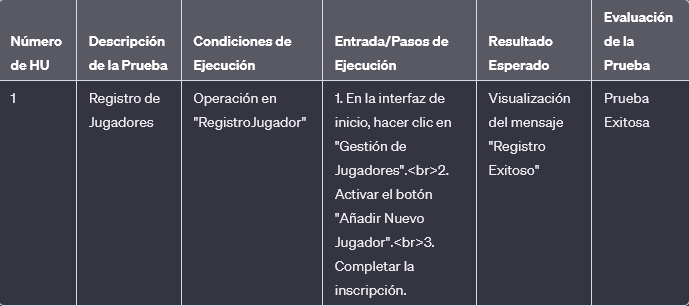 Número de HU
Descripción de la Prueba
Condiciones de Ejecución
Entrada/Pasos de Ejecución
Resultado Esperado
Evaluación de la Prueba
1
Registro de
Jugadores
Operación en
"RegistroJugador"
1. En la interfaz de
inicio, hacer clic en
"Gestión de
Jugadores".<br>2.
Activar el botón
"Añadir Nuevo
Jugador".<br>3.
Completar la
inscripción.
Visualización
del mensaje
"Registro
Exitoso"
Prueba
Exitosa